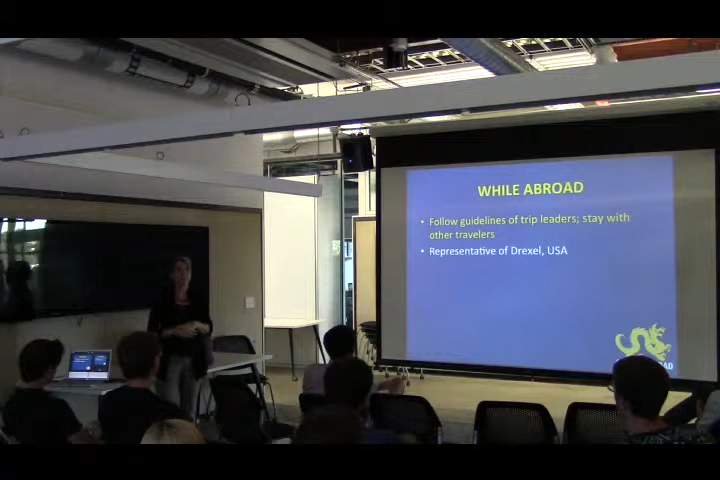 WHILE ABROAD
• Follow guidelines of trip leaders; stay with
other travelers
• Representative of Drexel, USA